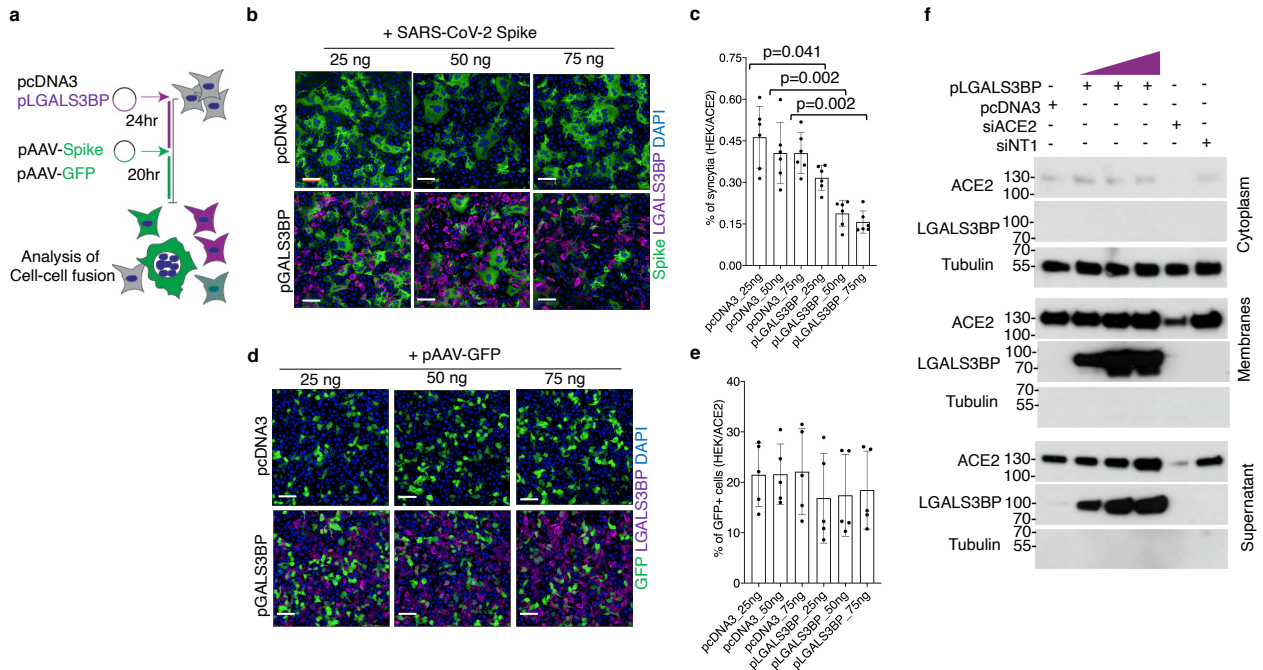 a
pcDNA3
pLGALS3BP
24hr
pAAV-Spike
pAAV-GFP
20hr
Analysis of
Cell-cell fusion
b
+ SARS-CoV-2 Spike
25 ng 50 ng 75 ng
pcDNA3
pGALS3BP
Spike LGALS3BP DAPI
c
p=0.041
p=0.002
p=0.002
% of syncytia (HEK/ACE2)
0.75
0.60
0.45
0.30
0.15
0.00
pcDNA3_25ng
pcDNA3_50ng
pcDNA3_75ng
pLGALS3BP_25ng
pLGALS3BP_50ng
pLGALS3BP_75ng
d
+ pAAV-GFP
25 ng 50 ng 75 ng
pcDNA3
pGALS3BP
GFP LGALS3BP DAPI
e
% of GFP+ cells (HEK/ACE2)
40
30
20
10
0
pcDNA3_25ng
pcDNA3_50ng
pcDNA3_75ng
pLGALS3BP_25ng
pLGALS3BP_50ng
pLGALS3BP_75ng
f
pLGALS3BP - + + + - -
pcDNA3 + - - - - -
siACE2 - - - - + -
siNT1 - - - - - +
ACE2 130- 100-
LGALS3BP 100- 70-
Tubulin 70- 55-
Cytoplasm
ACE2 130- 100-
LGALS3BP 100- 70-
Tubulin 70- 55-
Membranes
ACE2 130- 100-
LGALS3BP 100- 70-
Tubulin 70- 55-
Supernatant